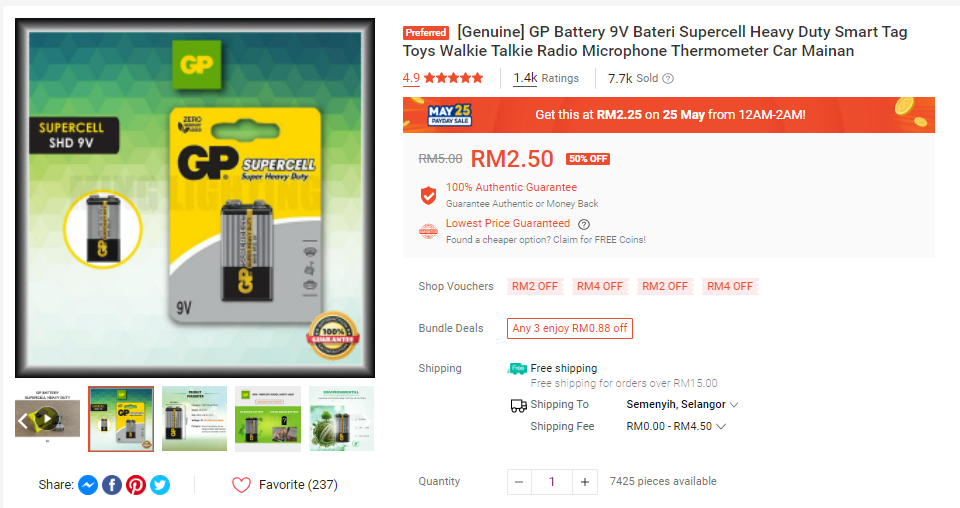 GP
SUPERCELL
SHD 9V
ZERO
GP SUPERCELL
Super Heavy Duty
GP SUPERCELL
GP
9V
100%
GUARANTEE
GP BATTERY
Share:
Favorite (237)
Preferred [Genuine] GP Battery 9V Bateri Supercell Heavy Duty Smart Tag
Toys Walkie Talkie Radio Microphone Thermometer Car Mainan
4.9 1.4k Ratings 7.7k Sold ?
MAY 25
PAYDAY SALE
Get this at RM2.25 on 25 May from 12AM-2AM!
RM5.00 RM2.50 50% OFF
100% Authentic Guarantee
Guarantee Authentic or Money Back
Lowest Price Guaranteed ?
Found a cheaper option? Claim for FREE Coins!
Shop Vouchers RM2 OFF RM4 OFF RM2 OFF RM4 OFF
Bundle Deals Any 3 enjoy RM0.88 off
Shipping Free Free shipping
Free shipping for orders over RM15.00
Shipping To Semenyih, Selangor
Shipping Fee RM0.00 - RM4.50
Quantity − 1 + 7425 pieces available